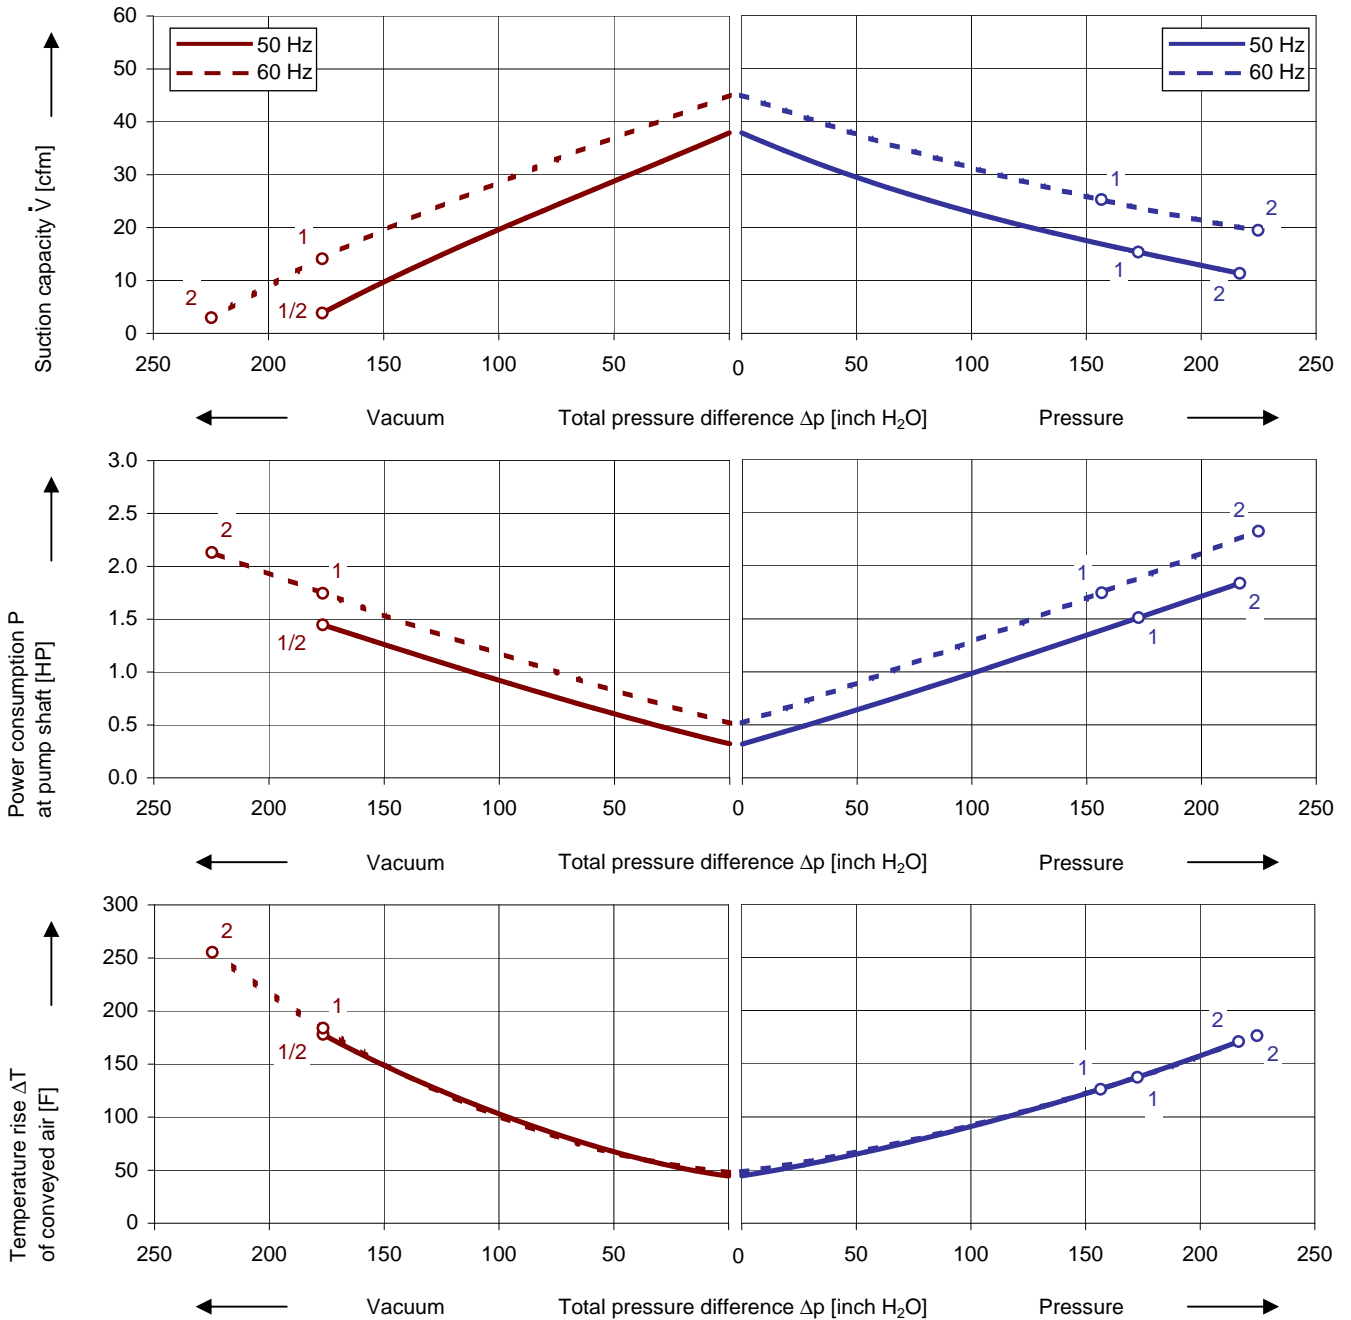 60
50
40
30
20
10
0
Suction capacity V̇ [cfm]
50 Hz
60 Hz
50 Hz
60 Hz
1
2
1/2
1
2
1
2
250 200 150 100 50 0 50 100 150 200 250
Vacuum Total pressure difference Δp [inch H₂O] Pressure
3.0
2.5
2.0
1.5
1.0
0.5
0.0
Power consumption P
at pump shaft [HP]
2
1
1/2
2
1
2
1
250 200 150 100 50 0 50 100 150 200 250
Vacuum Total pressure difference Δp [inch H₂O] Pressure
300
250
200
150
100
50
0
Temperature rise ΔT
of conveyed air [F]
2
1
1/2
2
1
2
1
250 200 150 100 50 0 50 100 150 200 250
Vacuum Total pressure difference Δp [inch H₂O] Pressure